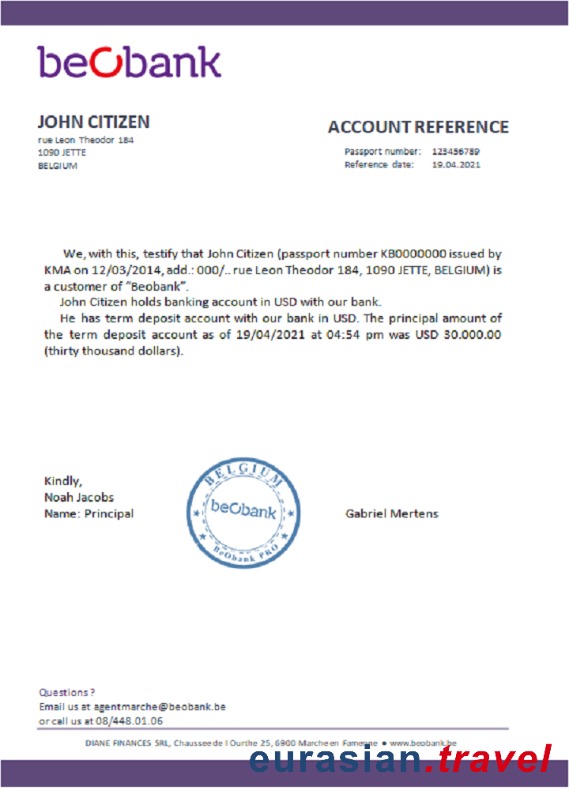 beobank
JOHN CITIZEN
rue Leon Theodor 184
1090 JETTE
BELGIUM
ACCOUNT REFERENCE
Passport number: 123456789
Reference date: 19.04.2021
We, with this, testify that John Citizen (passport number KB0000000 issued by
KMA on 12/03/2014, add.: 000/.. rue Leon Theodor 184, 1090 JETTE, BELGIUM) is
a customer of "Beobank".
John Citizen holds banking account in USD with our bank.
He has term deposit account with our bank in USD. The principal amount of
the term deposit account as of 19/04/2021 at 04:54 pm was USD 30.000.00
(thirty thousand dollars).
Kindly,
Noah Jacobs
Name: Principal
BELGIUM
beobank
BeObank PRO
Gabriel Mertens
Questions?
Email us at agentmarche@beobank.be
or call us at 08/448.01.06
DIANE FINANCES SRL, Chaussee de l Ourthe 25, 6900 Marche en Famenne • www.beobank.be
eurasian.travel